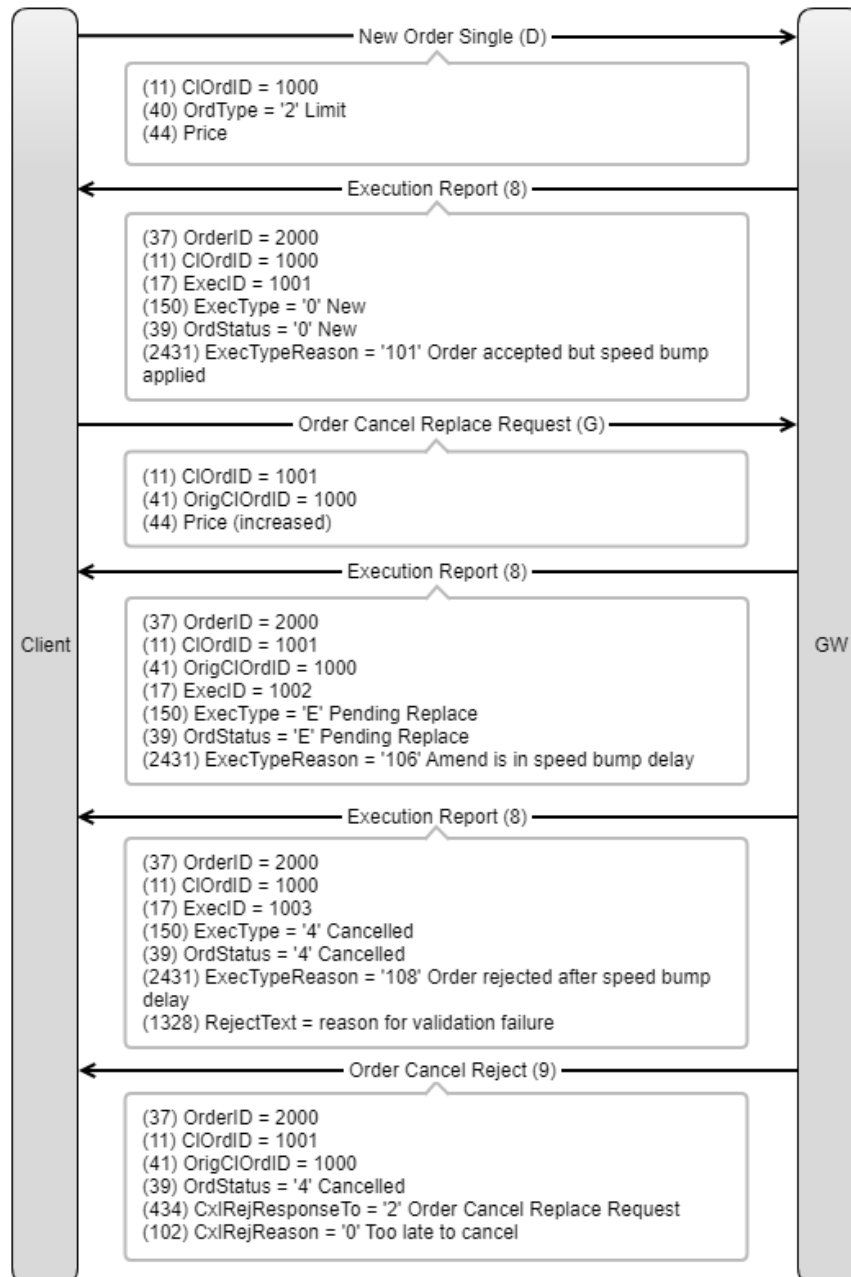 New Order Single (D)
(11) ClOrdID = 1000
(40) OrdType = '2' Limit
(44) Price
Execution Report (8)
(37) OrderID = 2000
(11) ClOrdID = 1000
(17) ExecID = 1001
(150) ExecType = '0' New
(39) OrdStatus = '0' New
(2431) ExecTypeReason = '101' Order accepted but speed bump
applied
Order Cancel Replace Request (G)
(11) ClOrdID = 1001
(41) OrigClOrdID = 1000
(44) Price (increased)
Execution Report (8)
(37) OrderID = 2000
(11) ClOrdID = 1001
(41) OrigClOrdID = 1000
(17) ExecID = 1002
(150) ExecType = 'E' Pending Replace
(39) OrdStatus = 'E' Pending Replace
(2431) ExecTypeReason = '106' Amend is in speed bump delay
Client
GW
Execution Report (8)
(37) OrderID = 2000
(11) ClOrdID = 1000
(17) ExecID = 1003
(150) ExecType = '4' Cancelled
(39) OrdStatus = '4' Cancelled
(2431) ExecTypeReason = '108' Order rejected after speed bump
delay
(1328) RejectText = reason for validation failure
Order Cancel Reject (9)
(37) OrderID = 2000
(11) ClOrdID = 1001
(41) OrigClOrdID = 1000
(39) OrdStatus = '4' Cancelled
(434) CxlRejResponseTo = '2' Order Cancel Replace Request
(102) CxlRejReason = '0' Too late to cancel